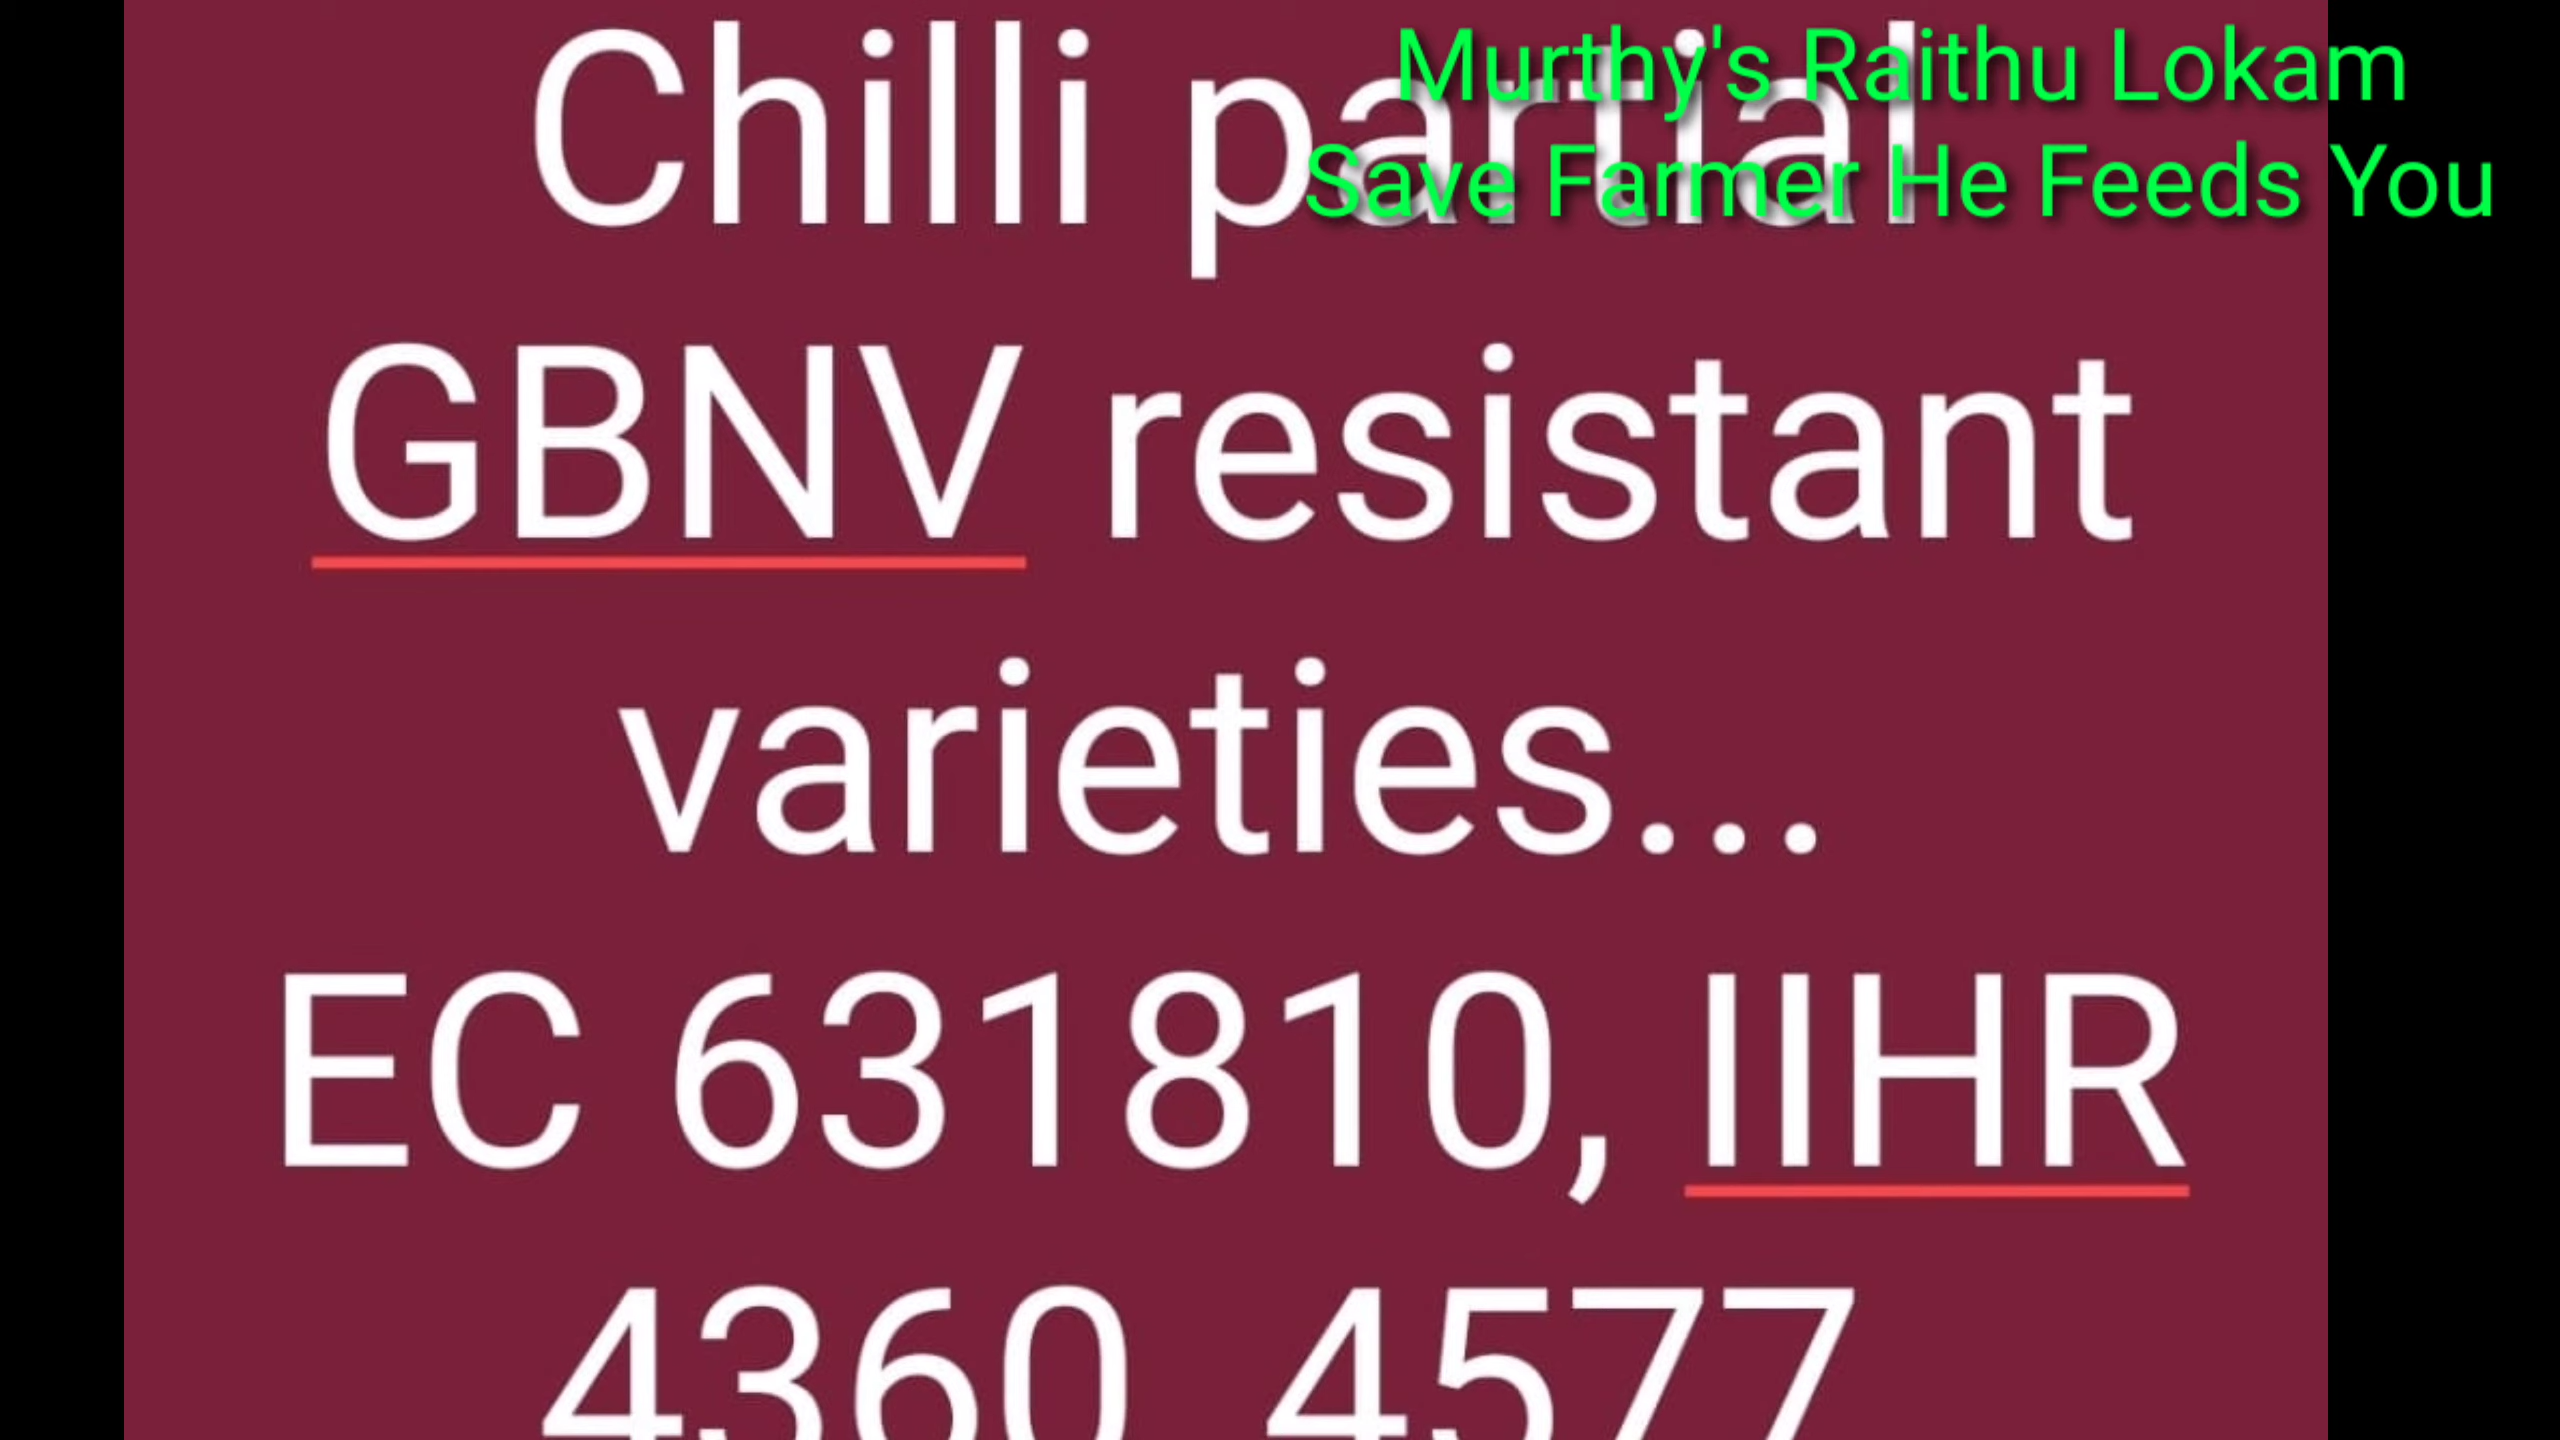 Murthy's Raithu Lokam
Save Farmer He Feeds You
Chilli partial
GBNV resistant
varieties...
EC 631810, IIHR
4360 4577